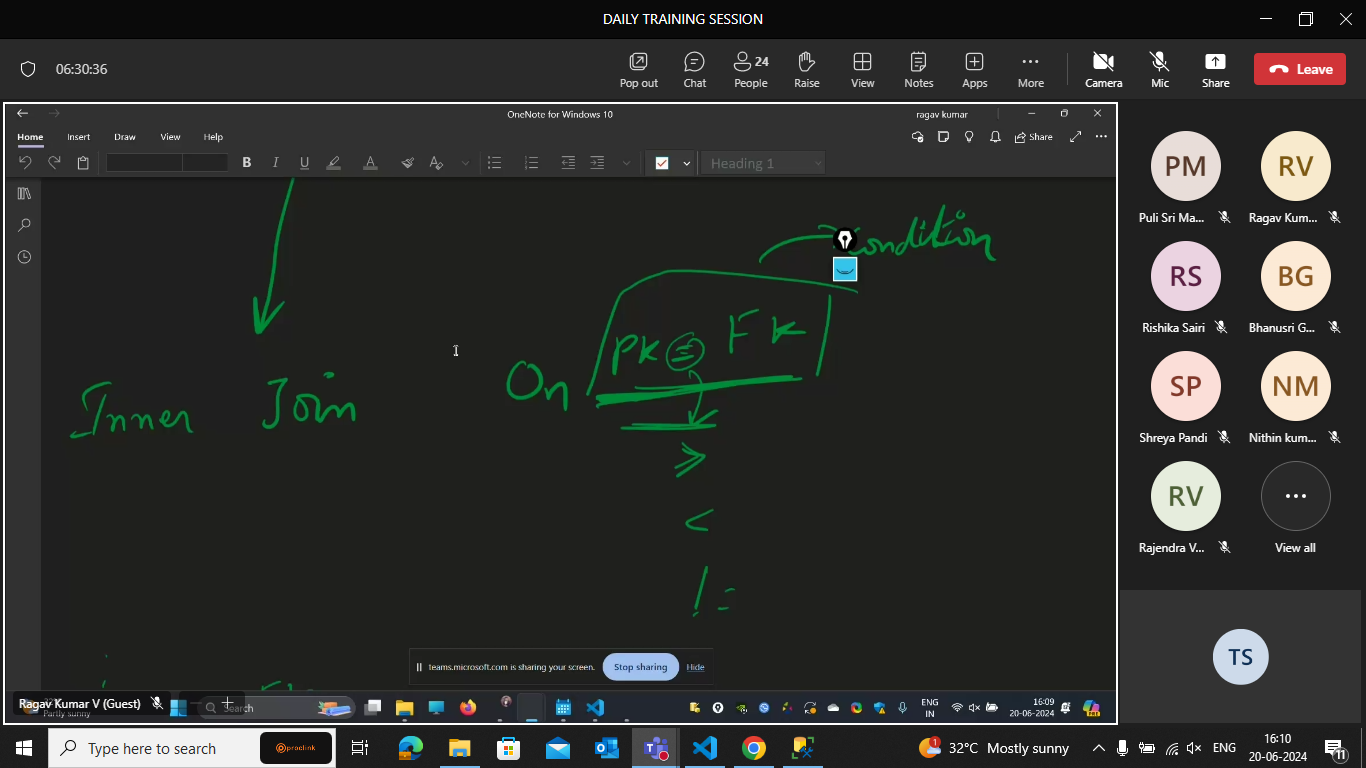 DAILY TRAINING SESSION
06:30:36
Pop out
Chat
24
People
Raise
View
Notes
Apps
More
Camera
Mic
Share
Leave
OneNote for Windows 10
ragav kumar
Home
Insert
Draw
View
Help
Share
B I U
Heading 1
Condition
On PK = FK
Inner Join
>
<
! =
teams.microsoft.com is sharing your screen.
Stop sharing
Hide
Ragav Kumar V (Guest)
Partly sunny
Search
ENG
IN
16:09
20-06-2024
PM
Puli Sri Ma...
RV
Ragav Kum...
RS
Rishika Sairi
BG
Bhanusri G...
SP
Shreya Pandi
NM
Nithin kum...
RV
Rajendra V...
View all
TS
Type here to search
proclink
1
32°C Mostly sunny
ENG
16:10
20-06-2024
11